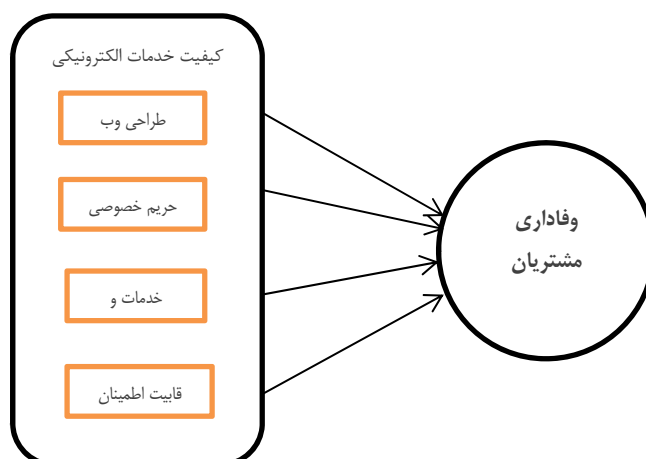 کیفیت خدمات الکترونیکی
طراحی وب
حریم خصوصی
خدمات و
قابیت اطمینان
وفاداری
مشتریان